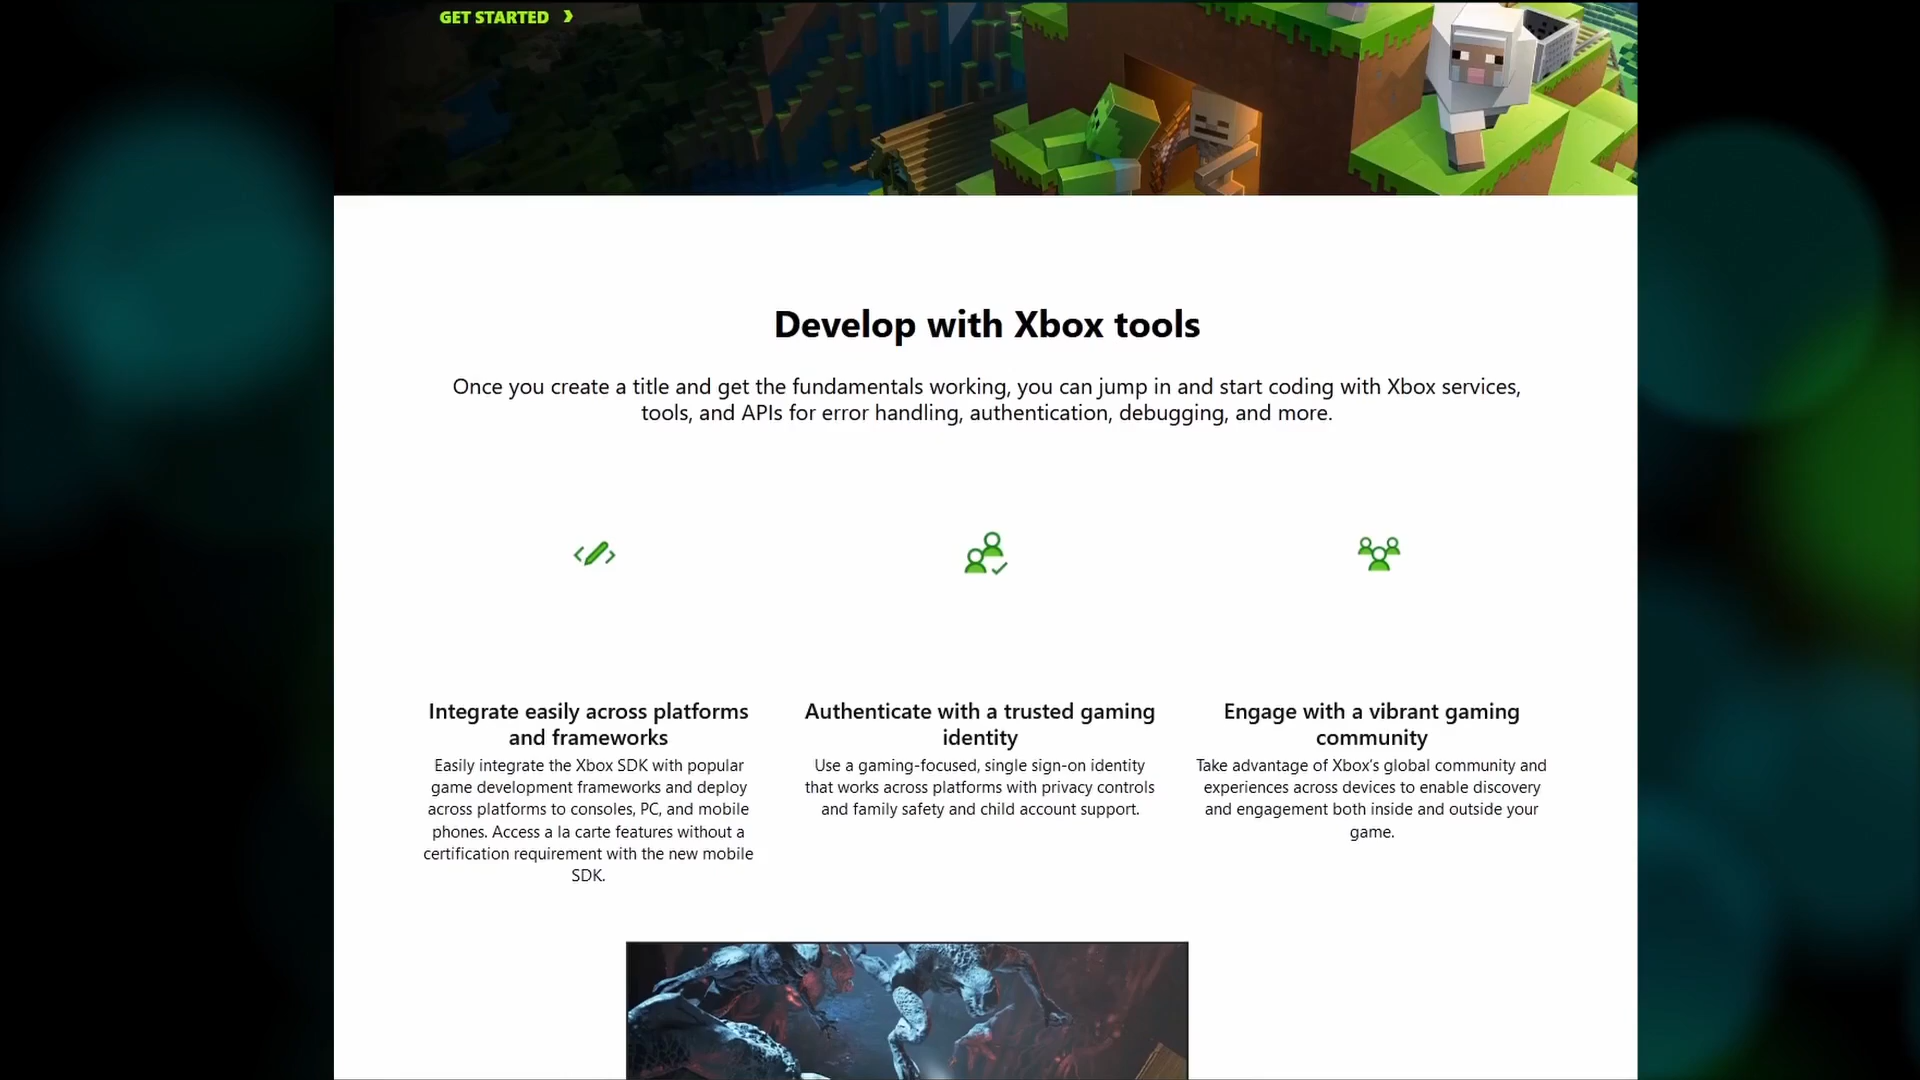 GET STARTED
Develop with Xbox tools
Once you create a title and get the fundamentals working, you can jump in and start coding with Xbox services,
tools, and APIs for error handling, authentication, debugging, and more.
Integrate easily across platforms
and frameworks
Easily integrate the Xbox SDK with popular
game development frameworks and deploy
across platforms to consoles, PC, and mobile
phones. Access a la carte features without a
certification requirement with the new mobile
SDK.
Authenticate with a trusted gaming
identity
Use a gaming-focused, single sign-on identity
that works across platforms with privacy controls
and family safety and child account support.
Engage with a vibrant gaming
community
Take advantage of Xbox's global community and
experiences across devices to enable discovery
and engagement both inside and outside your
game.